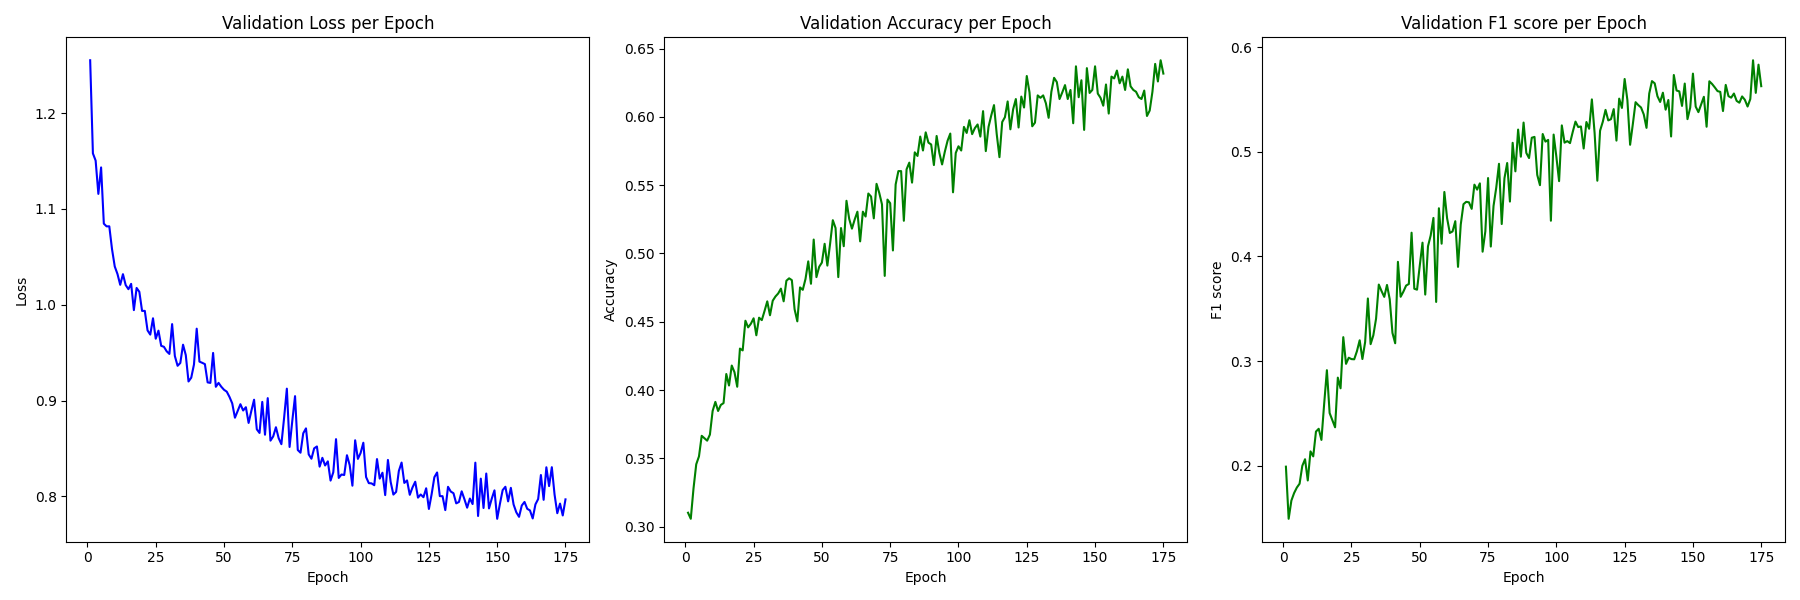 Validation Loss per Epoch
Loss
1.2
1.1
1.0
0.9
0.8
0 25 50 75 100 125 150 175
Epoch
Validation Accuracy per Epoch
Accuracy
0.65
0.60
0.55
0.50
0.45
0.40
0.35
0.30
0 25 50 75 100 125 150 175
Epoch
Validation F1 score per Epoch
F1 score
0.6
0.5
0.4
0.3
0.2
0 25 50 75 100 125 150 175
Epoch